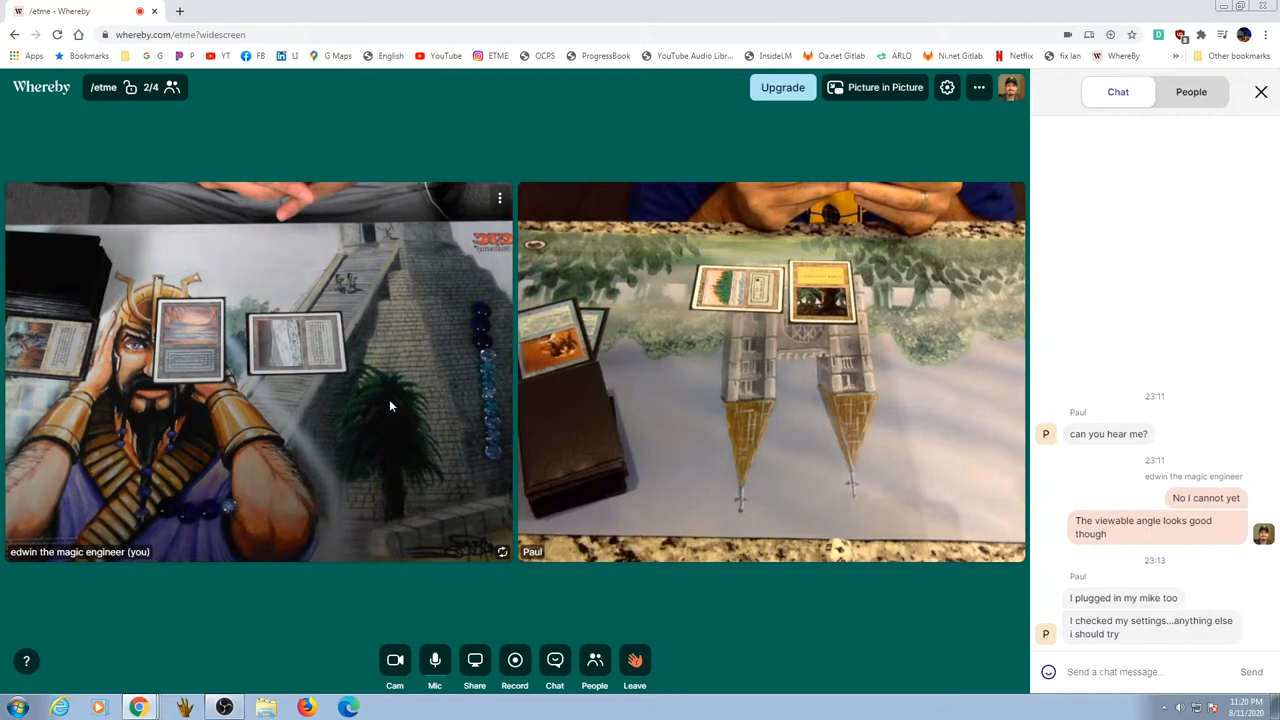 /etme - Whereby
whereby.com/etme?widescreen
Apps
Bookmarks
G
G
P
YT
FB
LI
G Maps
English
YouTube
ETME
OCPS
ProgressBook
YouTube Audio Libr...
InsideLM
Oa.net Gitlab
ARLO
Ni.net Gitlab
Netflix
fix lan
WhereBy
»
Other bookmarks
Whereby
/etme 2/4
Upgrade
Picture in Picture
Chat
People
edwin the magic engineer (you)
Paul
23:11
Paul
P
can you hear me?
23:11
edwin the magic engineer
No I cannot yet
The viewable angle looks good
though
23:13
Paul
I plugged in my mike too
I checked my settings...anything else
i should try
P
?
Cam
Mic
Share
Record
Chat
People
Leave
Send a chat message...
Send
11:20 PM
8/11/2020